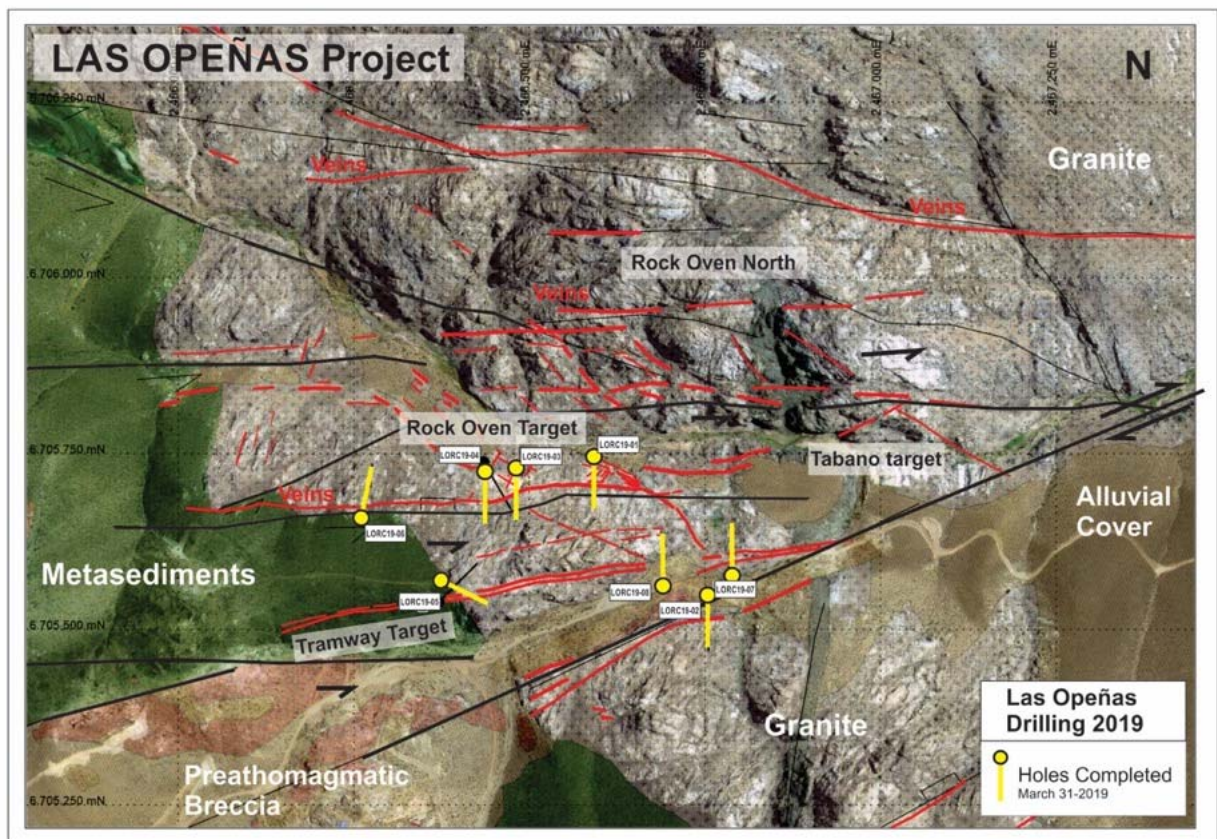 LAS OPEÑAS Project
N
2,466,500 mE
2,467,000 mE
2,467,250 mE
6.706,250 mN
Granite
Veins
Veins
Rock Oven North
6.706,000 mN
Veins
Rock Oven Target
LORC19-01
LORC19-04
LORC19-03
6.705,750 mN
Tabano target
Veins
Alluvial
Cover
LORC19-06
Metasediments
LORC19-05
LORC19-08
LORC19-07
LORC19-02
6.705,500 mN
Tramway Target
Granite
Preathomagmatic
Breccia
6.705,250 mN
Las Opeñas
Drilling 2019
Holes Completed
March 31-2019